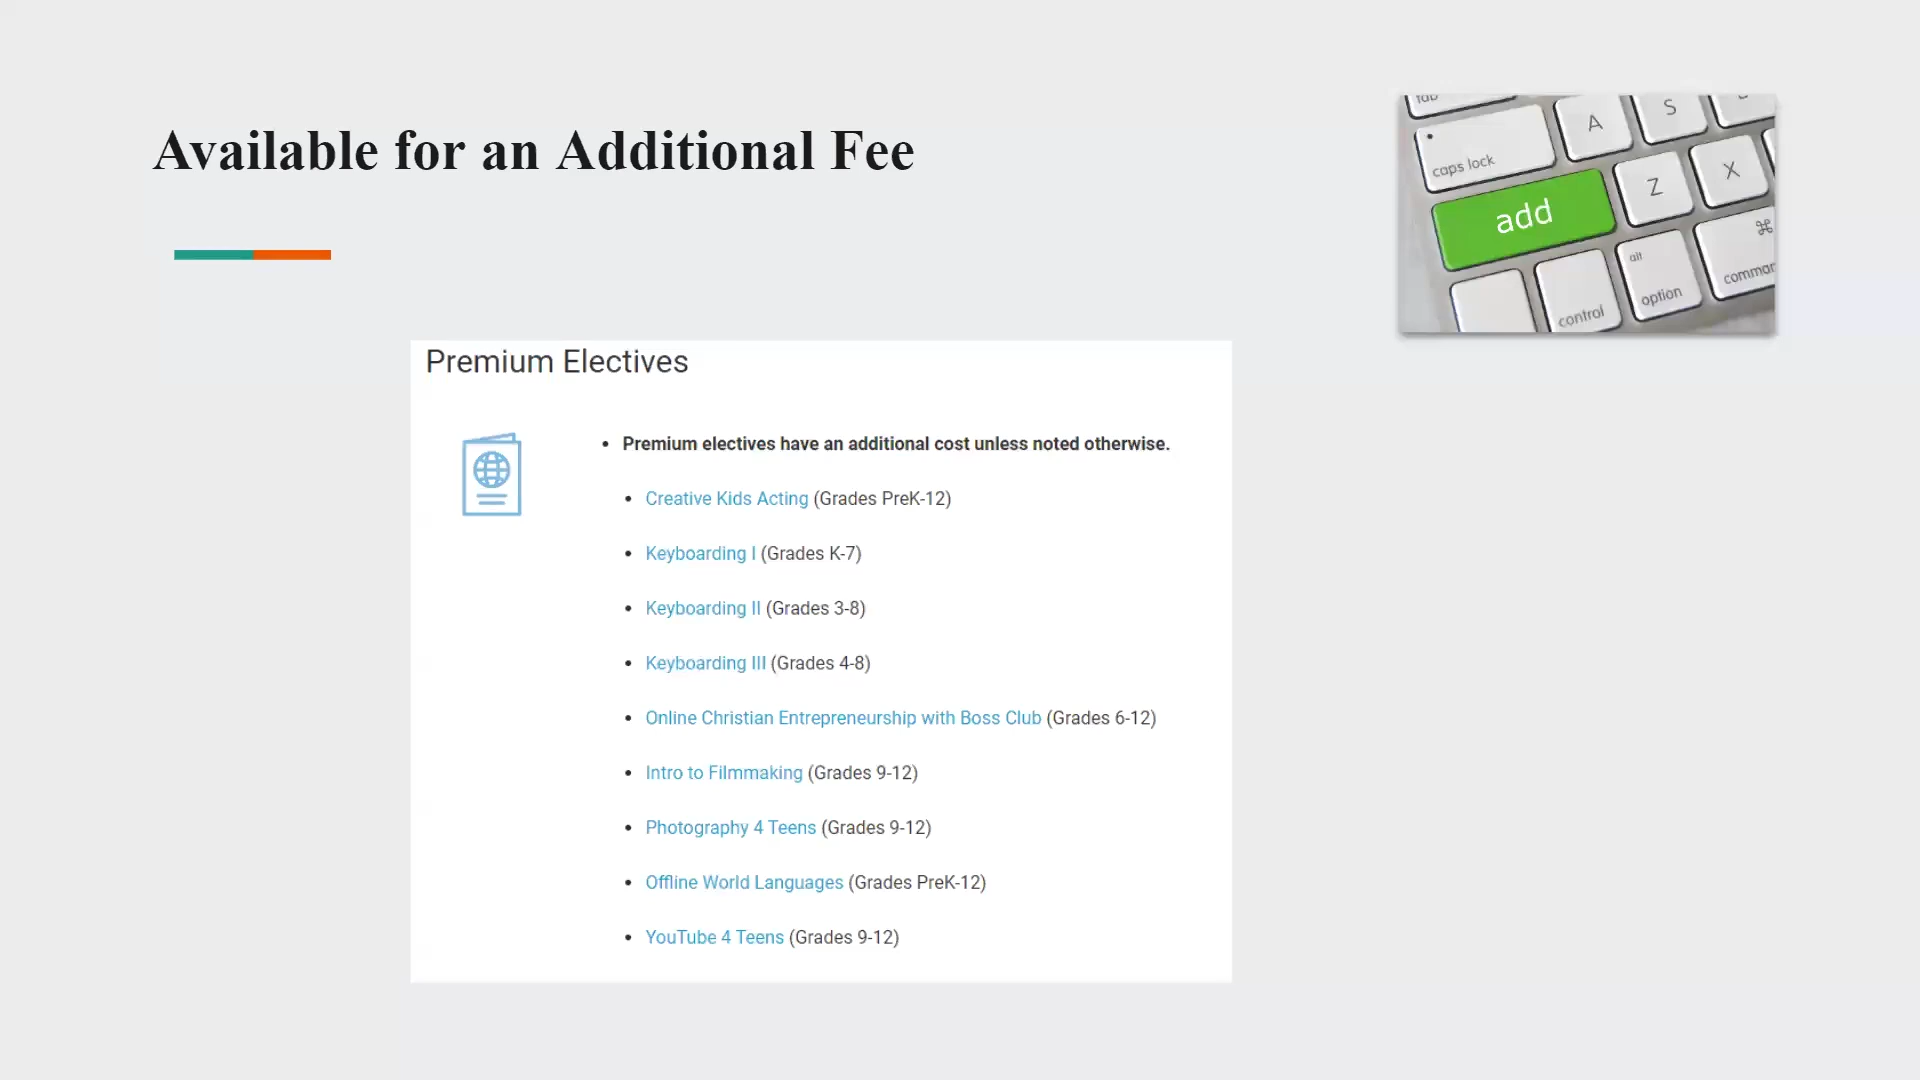 Available for an Additional Fee
tab
A
S
caps lock
add
Z
X
⌘
alt
control
option
Premium Electives
• Premium electives have an additional cost unless noted otherwise.
• Creative Kids Acting (Grades PreK-12)
• Keyboarding I (Grades K-7)
• Keyboarding II (Grades 3-8)
• Keyboarding III (Grades 4-8)
• Online Christian Entrepreneurship with Boss Club (Grades 6-12)
• Intro to Filmmaking (Grades 9-12)
• Photography 4 Teens (Grades 9-12)
• Offline World Languages (Grades PreK-12)
• YouTube 4 Teens (Grades 9-12)